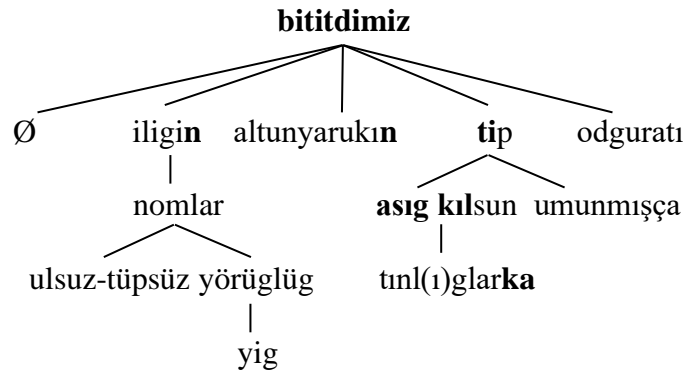 bititdimiz
Ø iligin altunyarukın tip odguratı
nomlar asıg kılsun umunmışça
ulsuz-tüpsüz yörüglüg tınl(ı)glarka
yig